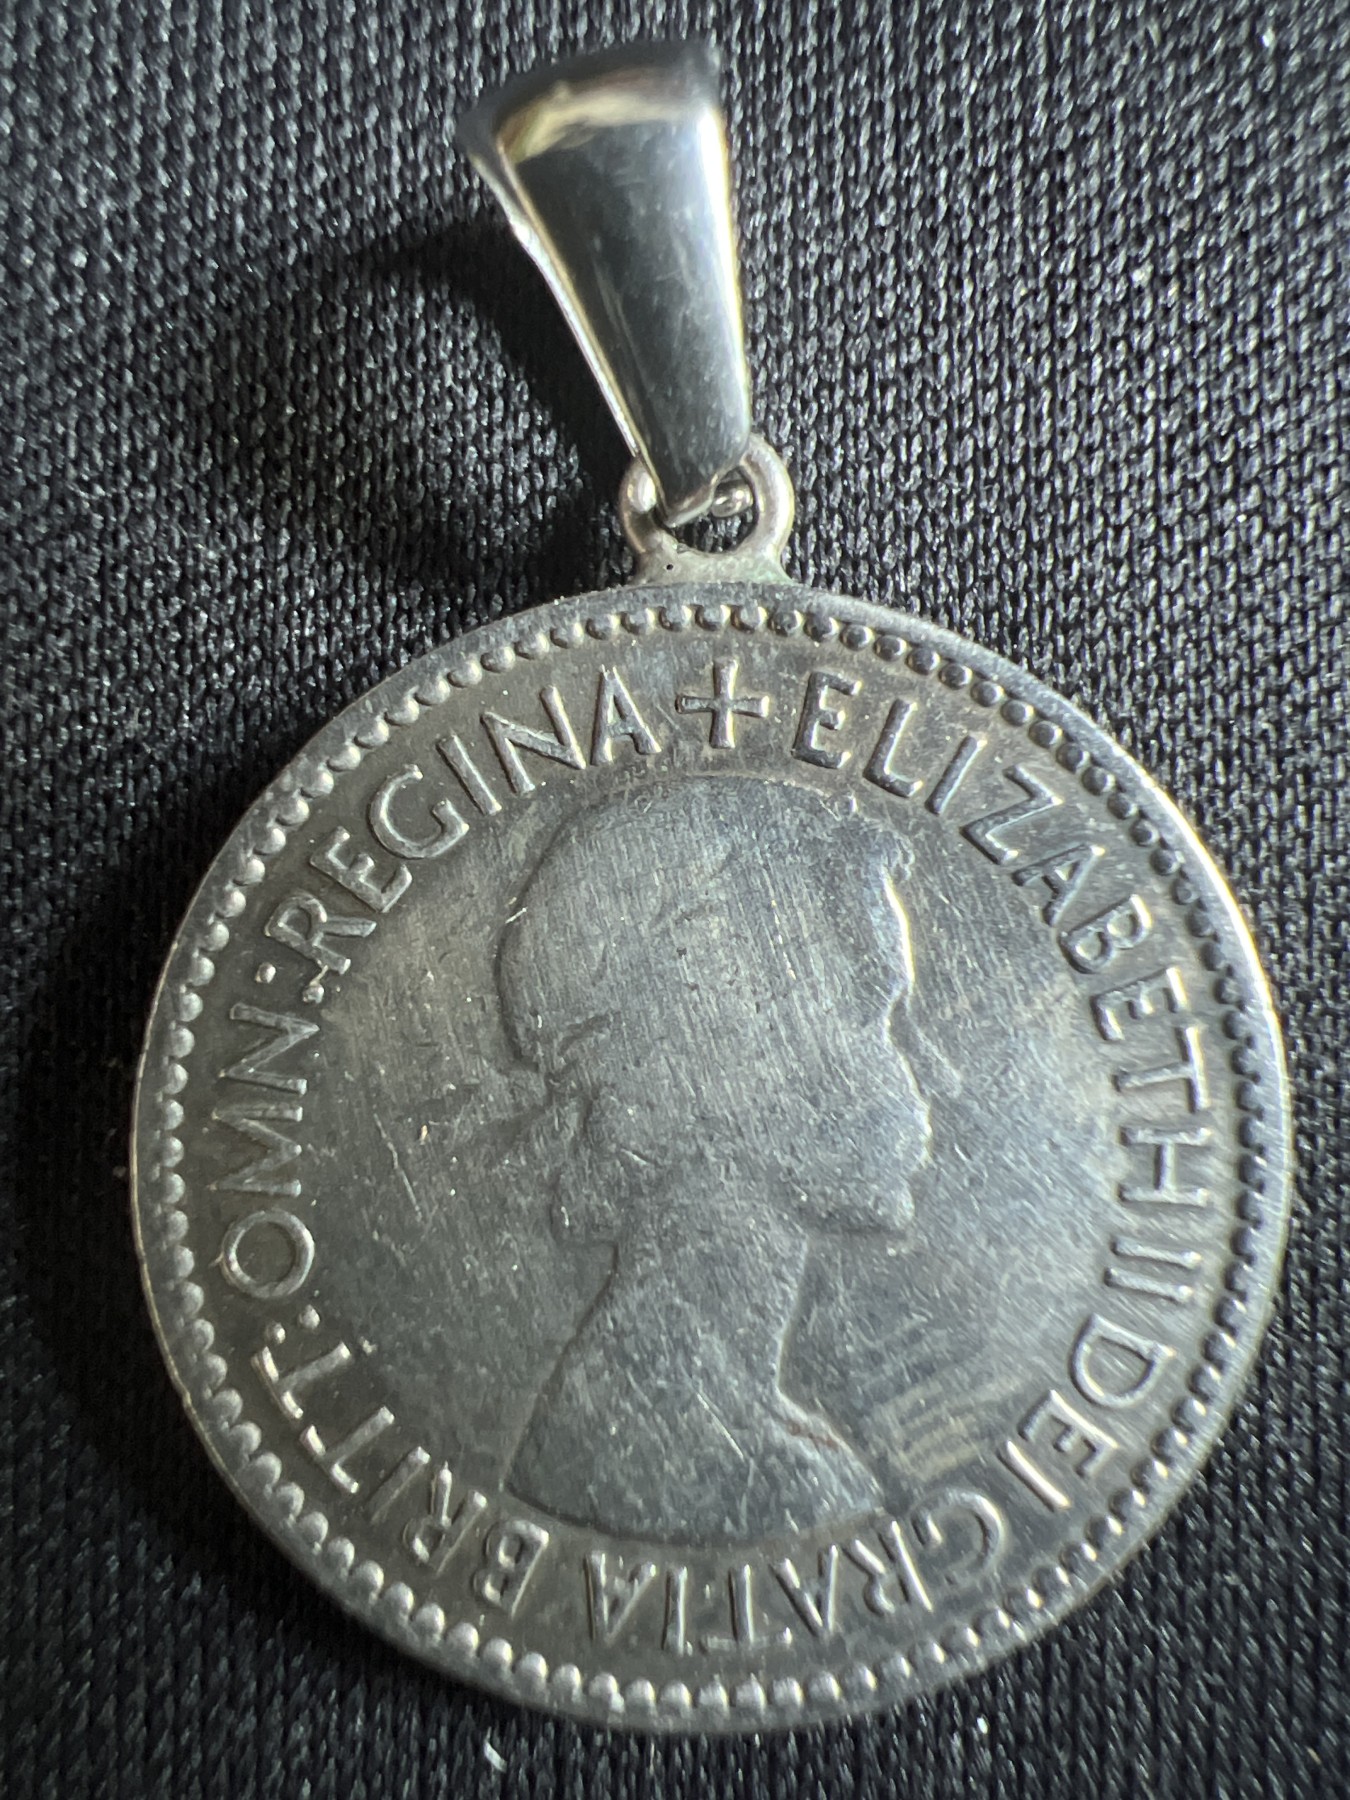 + ELIZABETH II DEI GRATIA BRITT: OMN: REGINA